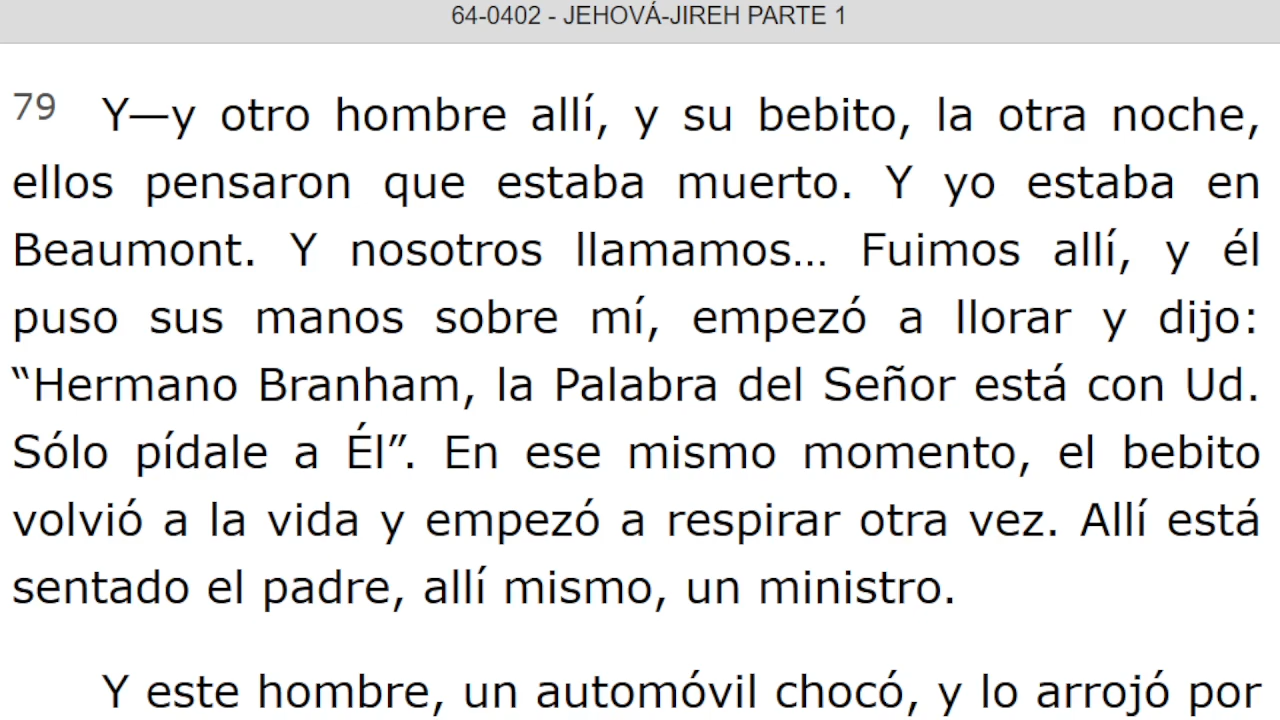 64-0402 - JEHOVÁ-JIREH PARTE 1
79 Y—y otro hombre allí, y su bebito, la otra noche,
ellos pensaron que estaba muerto. Y yo estaba en
Beaumont. Y nosotros llamamos... Fuimos allí, y él
puso sus manos sobre mí, empezó a llorar y dijo:
“Hermano Branham, la Palabra del Señor está con Ud.
Sólo pídale a Él”. En ese mismo momento, el bebito
volvió a la vida y empezó a respirar otra vez. Allí está
sentado el padre, allí mismo, un ministro.
Y este hombre, un automóvil chocó, y lo arrojó por